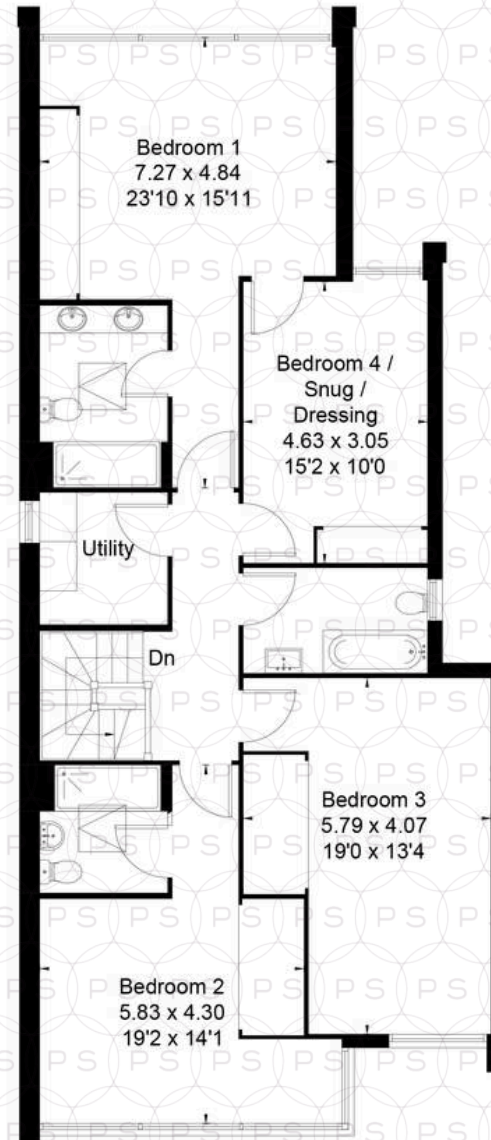 Bedroom 1
7.27 x 4.84
23'10 x 15'11
Bedroom 4 /
Snug /
Dressing
4.63 x 3.05
15'2 x 10'0
Utility
Dn
Bedroom 3
5.79 x 4.07
19'0 x 13'4
Bedroom 2
5.83 x 4.30
19'2 x 14'1